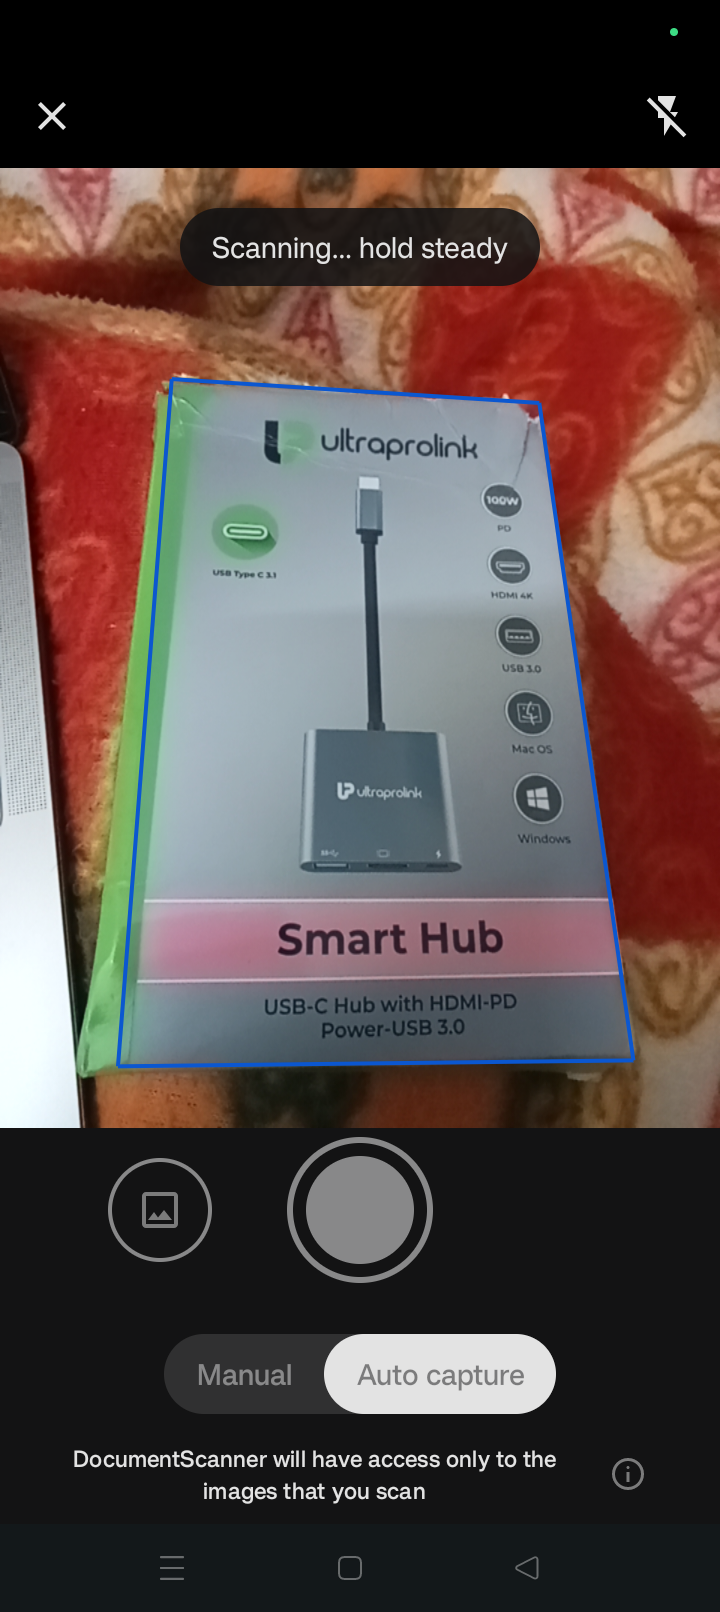 Scanning... hold steady
ultraprolink
100W
PD
USB Type C 3.1
HDMI 4K
USB 3.0
Mac OS
ultraprolink
Windows
Smart Hub
USB-C Hub with HDMI-PD
Power-USB 3.0
Manual
Auto capture
DocumentScanner will have access only to the
images that you scan